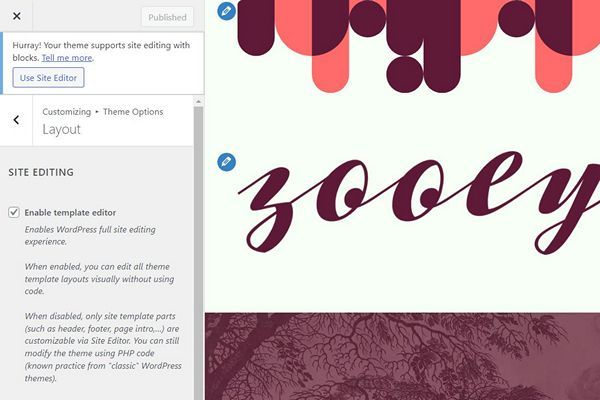 Published
Hurray! Your theme supports site editing with
blocks. Tell me more.
Use Site Editor
Customizing • Theme Options
Layout
SITE EDITING
Enable template editor
Enables WordPress full site editing
experience.
When enabled, you can edit all theme
template layouts visually without using
code.
When disabled, only site template parts
(such as header, footer, page intro,...) are
customizable via Site Editor. You can still
modify the theme using PHP code
(known practice from "classic" WordPress
themes).
zooey